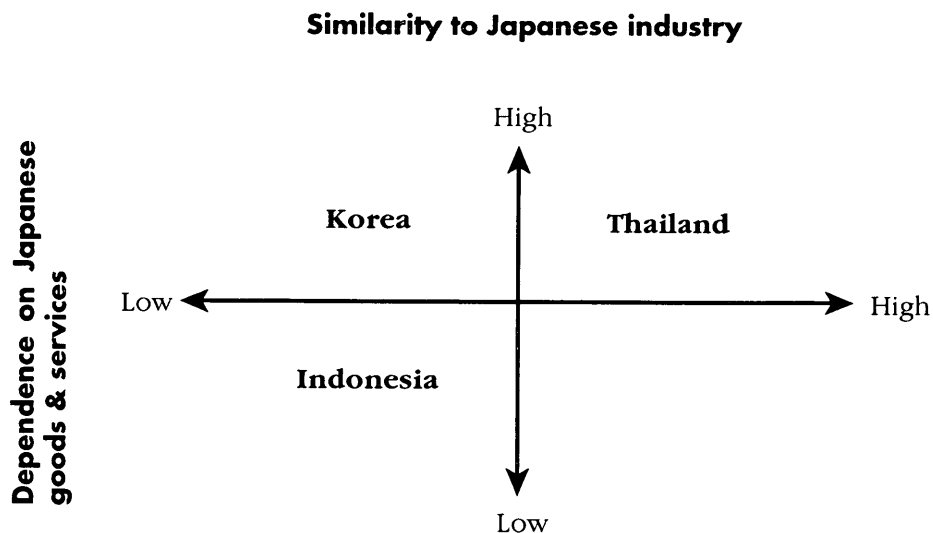 Similarity to Japanese industry
High
Korea
Thailand
Low
High
Indonesia
Low
Dependence on Japanese
goods & services